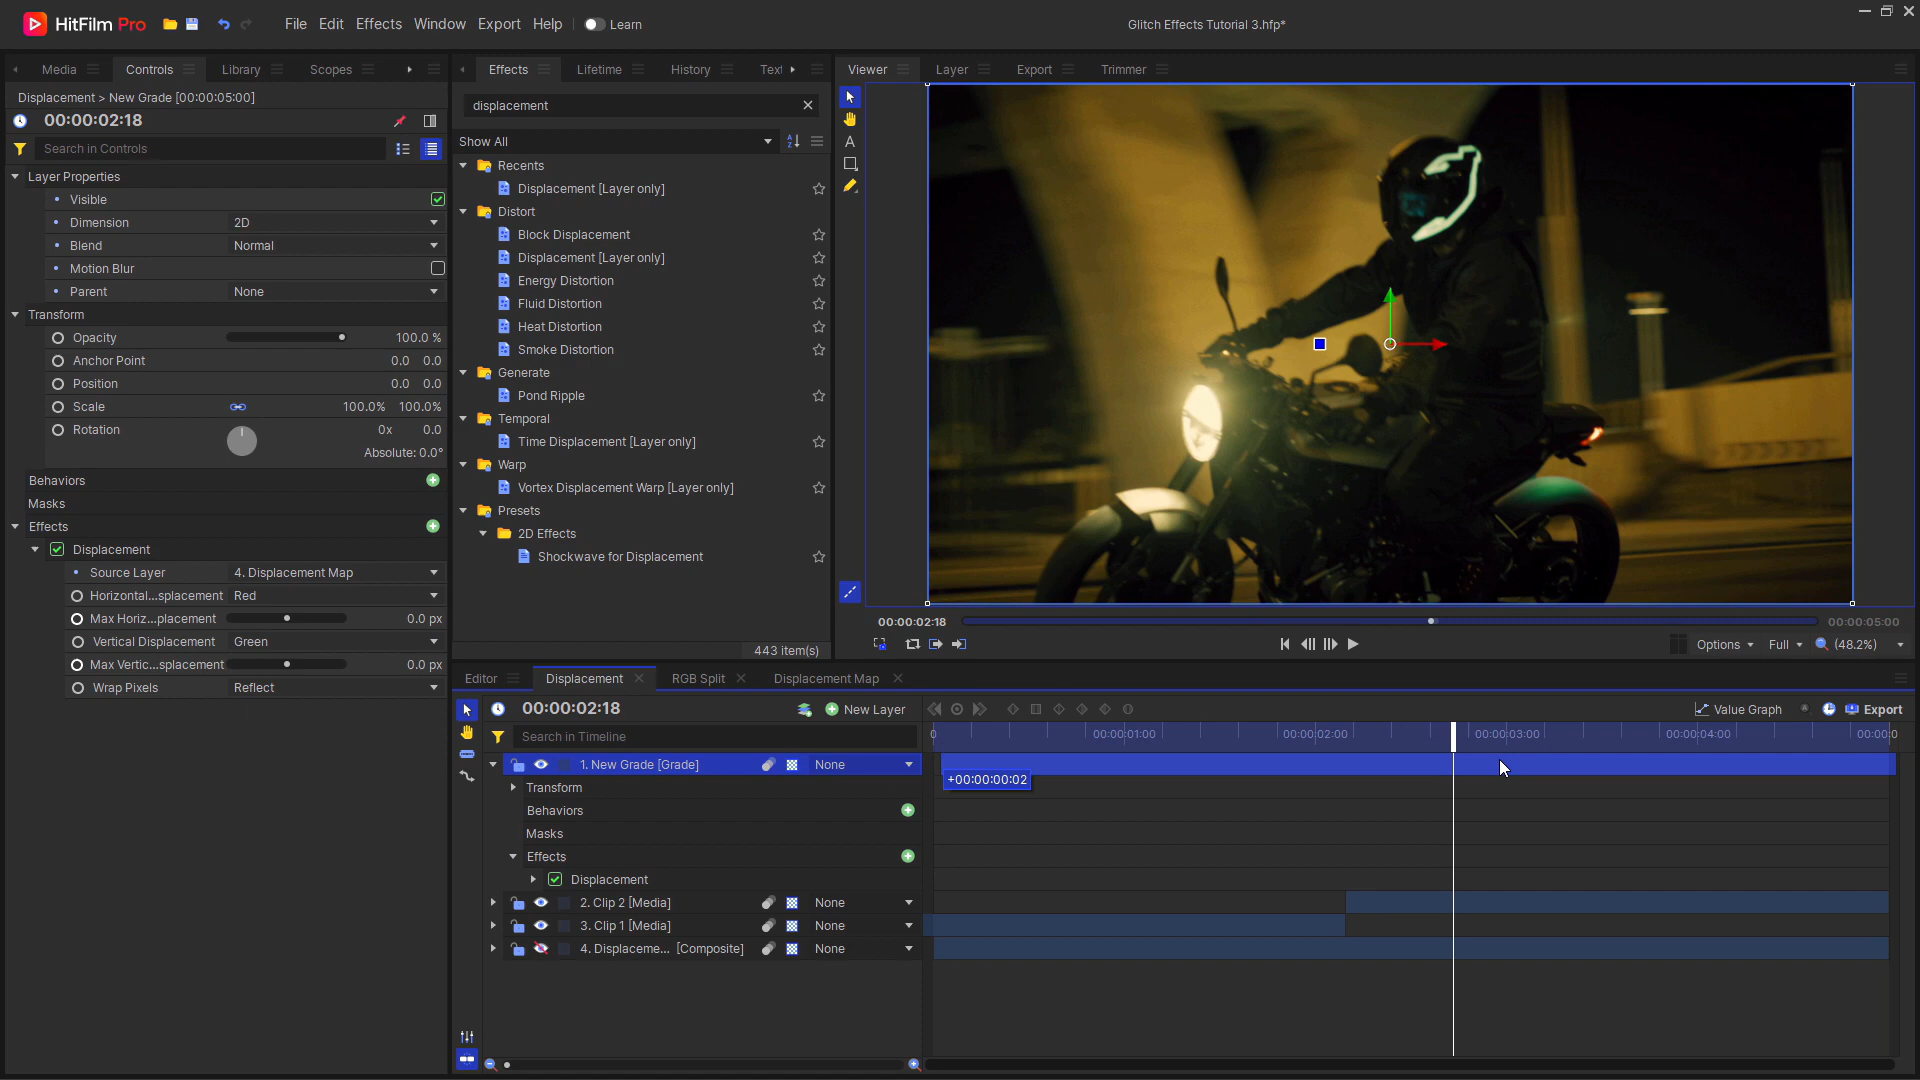 HitFilm Pro
File Edit Effects Window Export Help Learn
Glitch Effects Tutorial 3.hfp*
Media Controls Library Scopes
Displacement > New Grade [00:00:05:00]
00:00:02:18
Search in Controls
Layer Properties
Visible
Dimension 2D
Blend Normal
Motion Blur
Parent None
Transform
Opacity 100.0 %
Anchor Point 0.0 0.0
Position 0.0 0.0
Scale 100.0% 100.0%
Rotation 0x 0.0
Absolute: 0.0°
Behaviors
Masks
Effects
Displacement
Source Layer 4. Displacement Map
Horizontal...splacement Red
Max Horiz...placement 0.0 px
Vertical Displacement Green
Max Vertic...splacement 0.0 px
Wrap Pixels Reflect
Effects Lifetime History Text
displacement
Show All
Recents
Displacement [Layer only]
Distort
Block Displacement
Displacement [Layer only]
Energy Distortion
Fluid Distortion
Heat Distortion
Smoke Distortion
Generate
Pond Ripple
Temporal
Time Displacement [Layer only]
Warp
Vortex Displacement Warp [Layer only]
Presets
2D Effects
Shockwave for Displacement
443 item(s)
Viewer Layer Export Trimmer
A
00:00:02:18 00:00:05:00
Options Full (48.2%)
Editor Displacement RGB Split Displacement Map
00:00:02:18 New Layer Value Graph Export
Search in Timeline
0 00:00:01:00 00:00:02:00 00:00:03:00 00:00:04:00 00:00:0
1. New Grade [Grade] None
+00:00:00:02
Transform
Behaviors
Masks
Effects
Displacement
2. Clip 2 [Media] None
3. Clip 1 [Media] None
4. Displaceme... [Composite] None